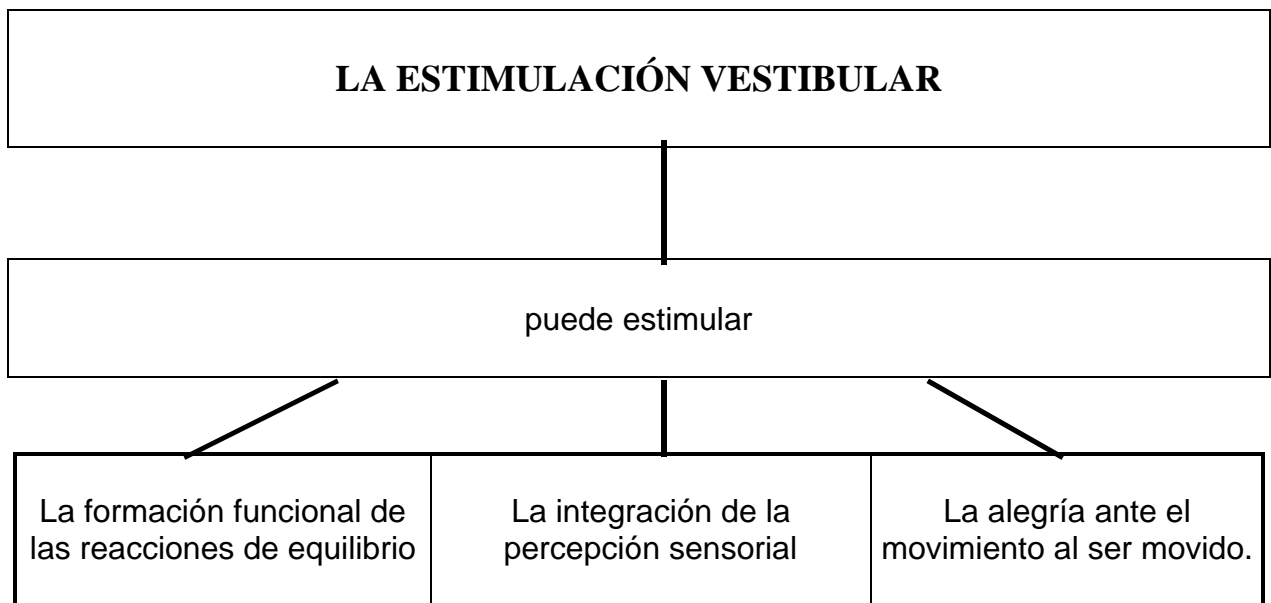 LA ESTIMULACIÓN VESTIBULAR
puede estimular
La formación funcional de
las reacciones de equilibrio
La integración de la
percepción sensorial
La alegría ante el
movimiento al ser movido.